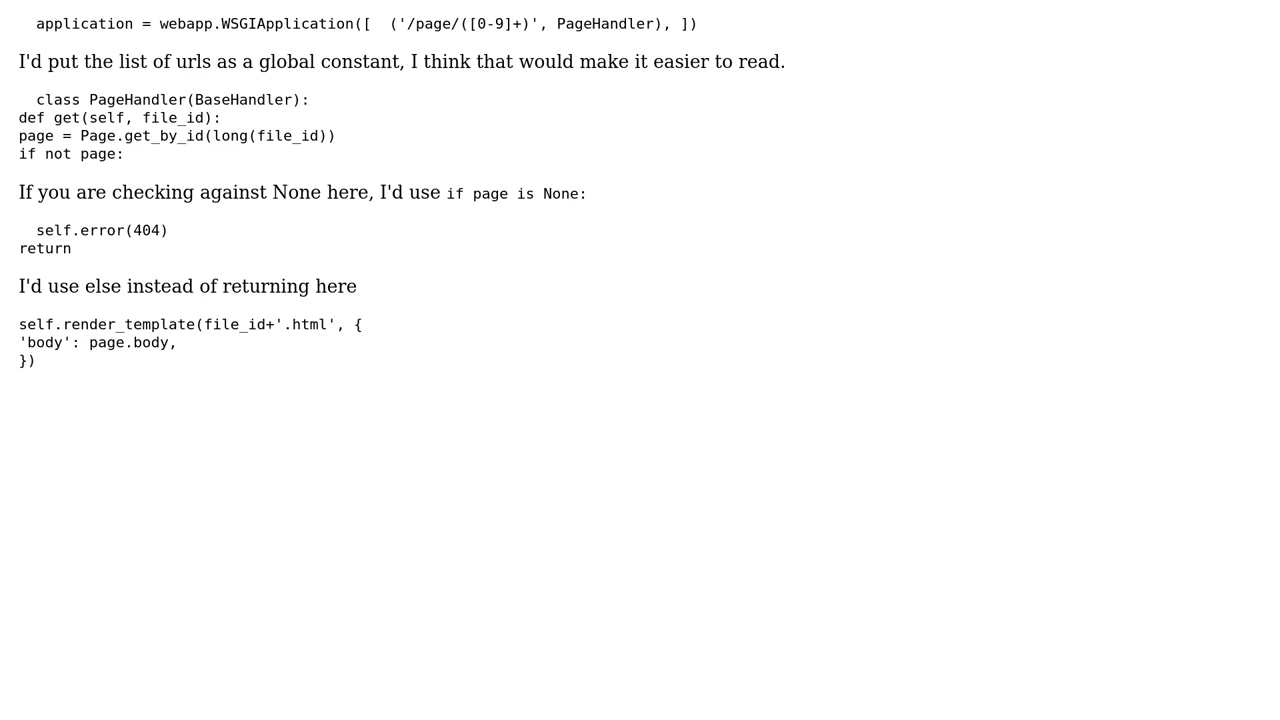 application = webapp.WSGIApplication([  ('/page/([0-9]+)', PageHandler), ])
I'd put the list of urls as a global constant, I think that would make it easier to read.
class PageHandler(BaseHandler):
def get(self, file_id):
page = Page.get_by_id(long(file_id))
if not page:
If you are checking against None here, I'd use if page is None:
self.error(404)
return
I'd use else instead of returning here
self.render_template(file_id+'.html', {
'body': page.body,
})